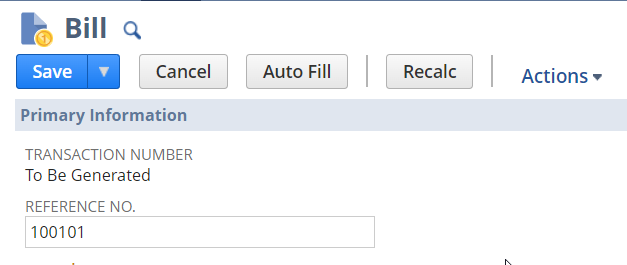 Bill
Save Cancel Auto Fill Recalc Actions
Primary Information
TRANSACTION NUMBER
To Be Generated
REFERENCE NO.
100101